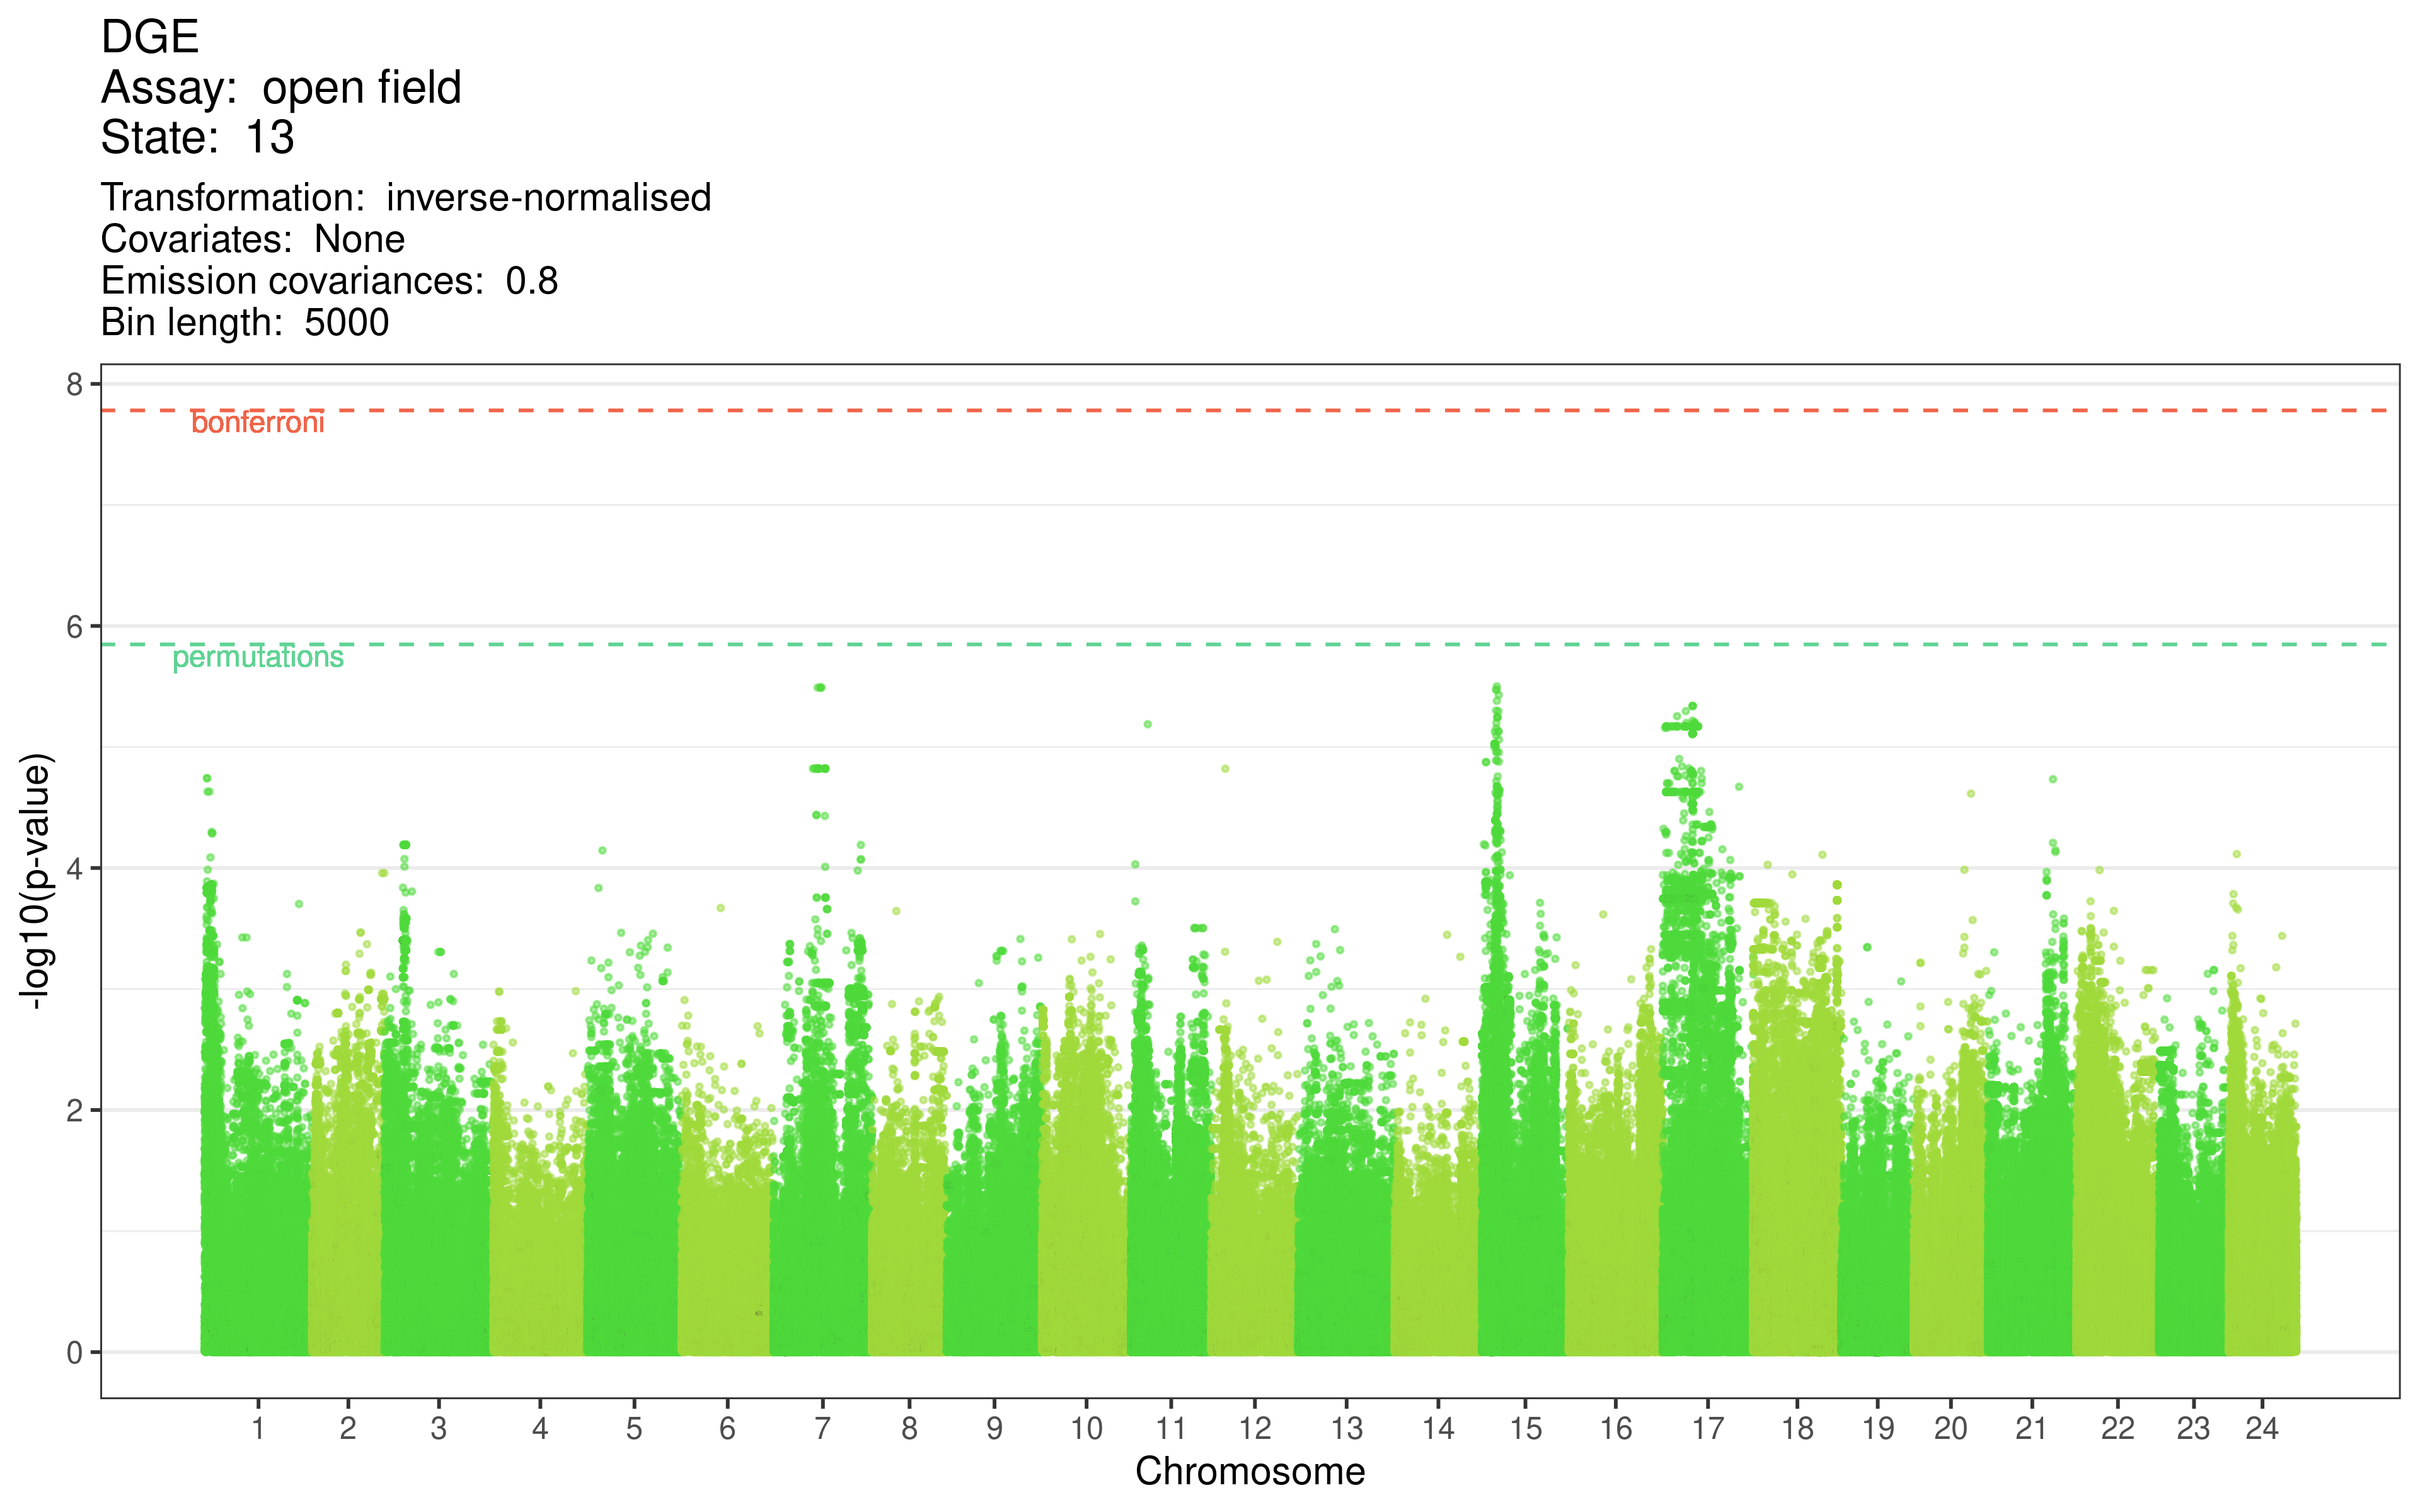 DGE
Assay:  open field
State:  13
Transformation:  inverse-normalised
Covariates:  None
Emission covariances:  0.8
Bin length:  5000
8
bonferroni
6
permutations
4
2
0
-log10(p-value)
1 2 3 4 5 6 7 8 9 10 11 12 13 14 15 16 17 18 19 20 21 22 23 24
Chromosome